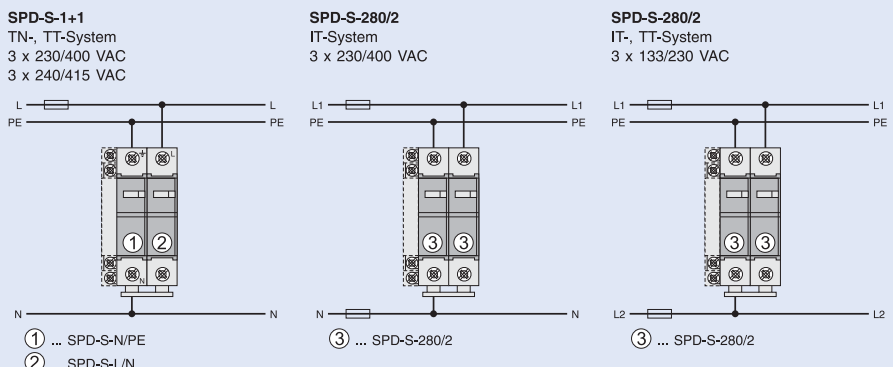 SPD-S-1+1
TN-, TT-System
3 x 230/400 VAC
3 x 240/415 VAC
L L
PE PE
L
1 2
N
N N
1 ... SPD-S-N/PE
2 ... SPD-S-L/N
SPD-S-280/2
IT-System
3 x 230/400 VAC
L1 L1
PE PE
3 3
N N
3 ... SPD-S-280/2
SPD-S-280/2
IT-, TT-System
3 x 133/230 VAC
L1 L1
PE PE
3 3
L2 L2
3 ... SPD-S-280/2